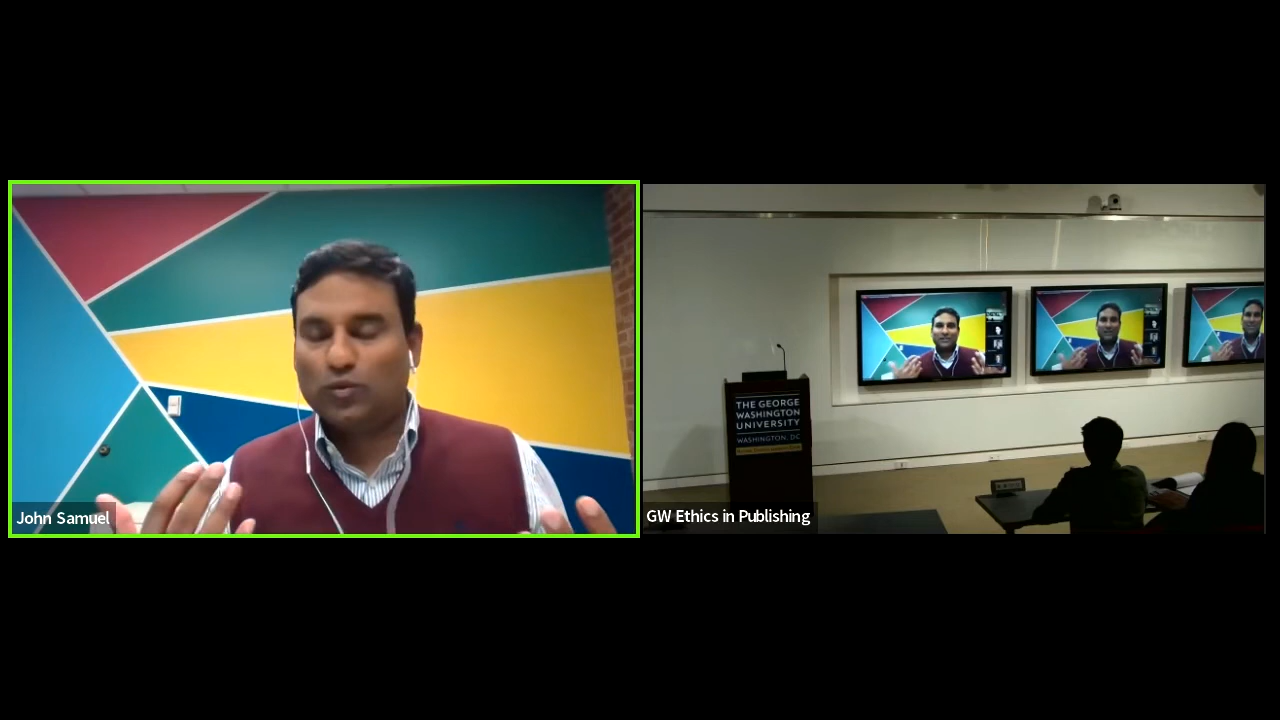 John Samuel
THE GEORGE
WASHINGTON
UNIVERSITY
WASHINGTON, DC
GW Ethics in Publishing